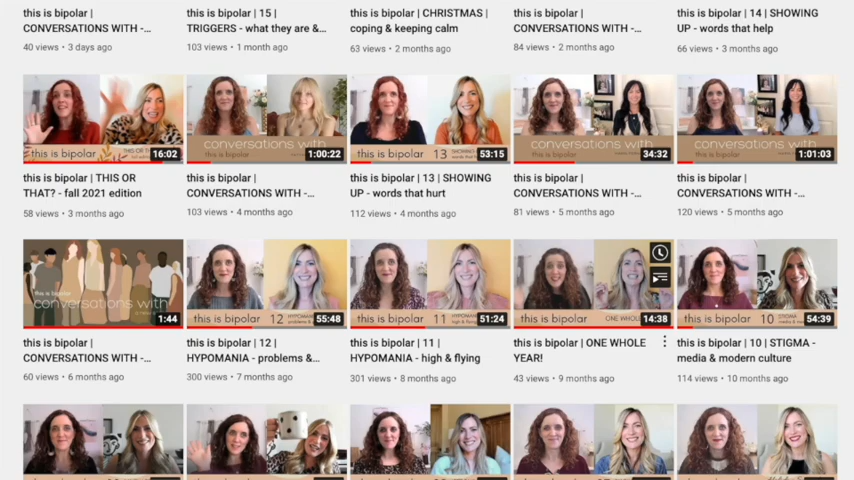 this is bipolar |
CONVERSATIONS WITH -...
40 views • 3 days ago
this is bipolar | 15 |
TRIGGERS - what they are &...
103 views • 1 month ago
this is bipolar | CHRISTMAS |
coping & keeping calm
63 views • 2 months ago
this is bipolar |
CONVERSATIONS WITH -...
84 views • 2 months ago
this is bipolar | 14 | SHOWING
UP - words that help
66 views • 3 months ago
this is bipolar
THIS OR
16:02
conversations with
this is bipolar
1:00:22
this is bipolar
13
SHOWING
53:15
conversations with
this is bipolar
34:32
conversations with
this is bipolar
1:01:03
this is bipolar | THIS OR
THAT? - fall 2021 edition
58 views • 3 months ago
this is bipolar |
CONVERSATIONS WITH -...
103 views • 4 months ago
this is bipolar | 13 | SHOWING
UP - words that hurt
112 views • 4 months ago
this is bipolar |
CONVERSATIONS WITH -...
81 views • 5 months ago
this is bipolar |
CONVERSATIONS WITH -...
120 views • 5 months ago
this is bipolar
conversations with
1:44
this is bipolar
12
HYPOMANIA
55:48
this is bipolar
11
HYPOMANIA
high & flying
51:24
this is bipolar
ONE WHOLE
14:38
this is bipolar
10
STIGMA
54:39
this is bipolar |
CONVERSATIONS WITH -...
60 views • 6 months ago
this is bipolar | 12 |
HYPOMANIA - problems &...
300 views • 7 months ago
this is bipolar | 11 |
HYPOMANIA - high & flying
301 views • 8 months ago
this is bipolar | ONE WHOLE
YEAR!
43 views • 9 months ago
this is bipolar | 10 | STIGMA -
media & modern culture
114 views • 10 months ago